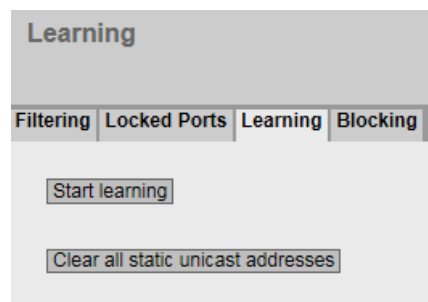 Learning
Filtering Locked Ports Learning Blocking
Start learning
Clear all static unicast addresses